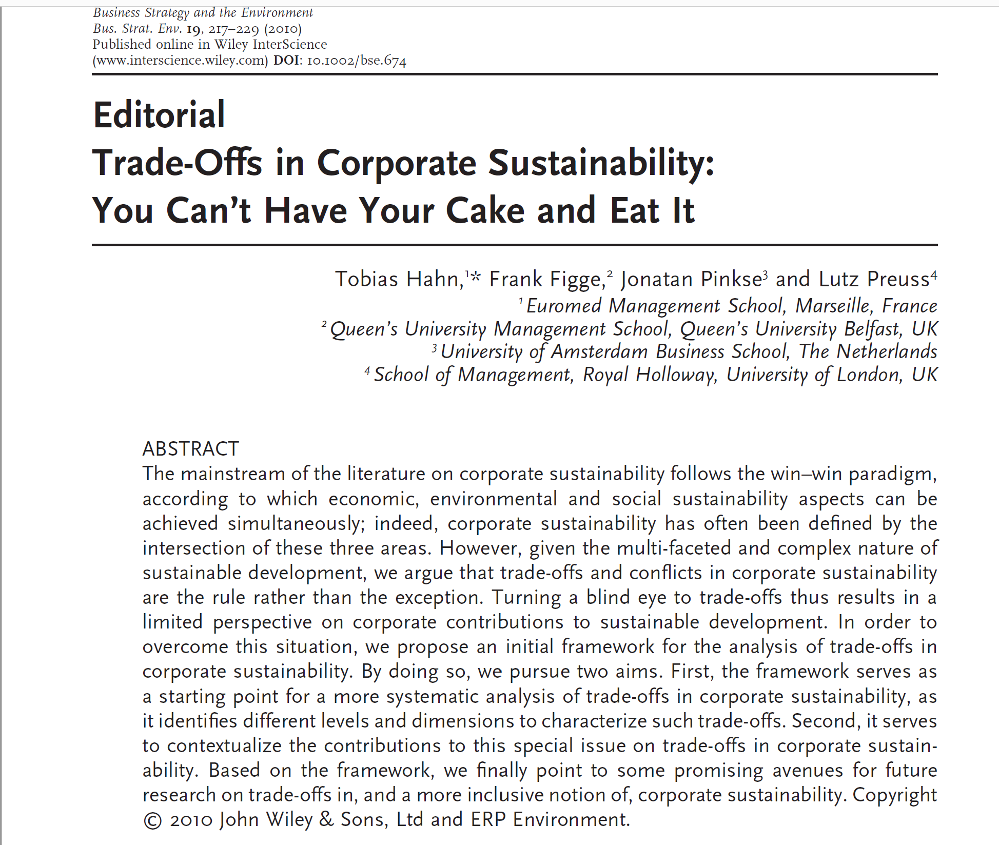 Business Strategy and the Environment
Bus. Strat. Env. 19, 217–229 (2010)
Published online in Wiley InterScience
(www.interscience.wiley.com) DOI: 10.1002/bse.674
Editorial
Trade-Offs in Corporate Sustainability:
You Can’t Have Your Cake and Eat It
Tobias Hahn,¹* Frank Figge,² Jonatan Pinkse³ and Lutz Preuss⁴
¹ Euromed Management School, Marseille, France
² Queen’s University Management School, Queen’s University Belfast, UK
³ University of Amsterdam Business School, The Netherlands
⁴ School of Management, Royal Holloway, University of London, UK
ABSTRACT
The mainstream of the literature on corporate sustainability follows the win–win paradigm,
according to which economic, environmental and social sustainability aspects can be
achieved simultaneously; indeed, corporate sustainability has often been defined by the
intersection of these three areas. However, given the multi-faceted and complex nature of
sustainable development, we argue that trade-offs and conflicts in corporate sustainability
are the rule rather than the exception. Turning a blind eye to trade-offs thus results in a
limited perspective on corporate contributions to sustainable development. In order to
overcome this situation, we propose an initial framework for the analysis of trade-offs in
corporate sustainability. By doing so, we pursue two aims. First, the framework serves as
a starting point for a more systematic analysis of trade-offs in corporate sustainability, as
it identifies different levels and dimensions to characterize such trade-offs. Second, it serves
to contextualize the contributions to this special issue on trade-offs in corporate sustain-
ability. Based on the framework, we finally point to some promising avenues for future
research on trade-offs in, and a more inclusive notion of, corporate sustainability. Copyright
© 2010 John Wiley & Sons, Ltd and ERP Environment.